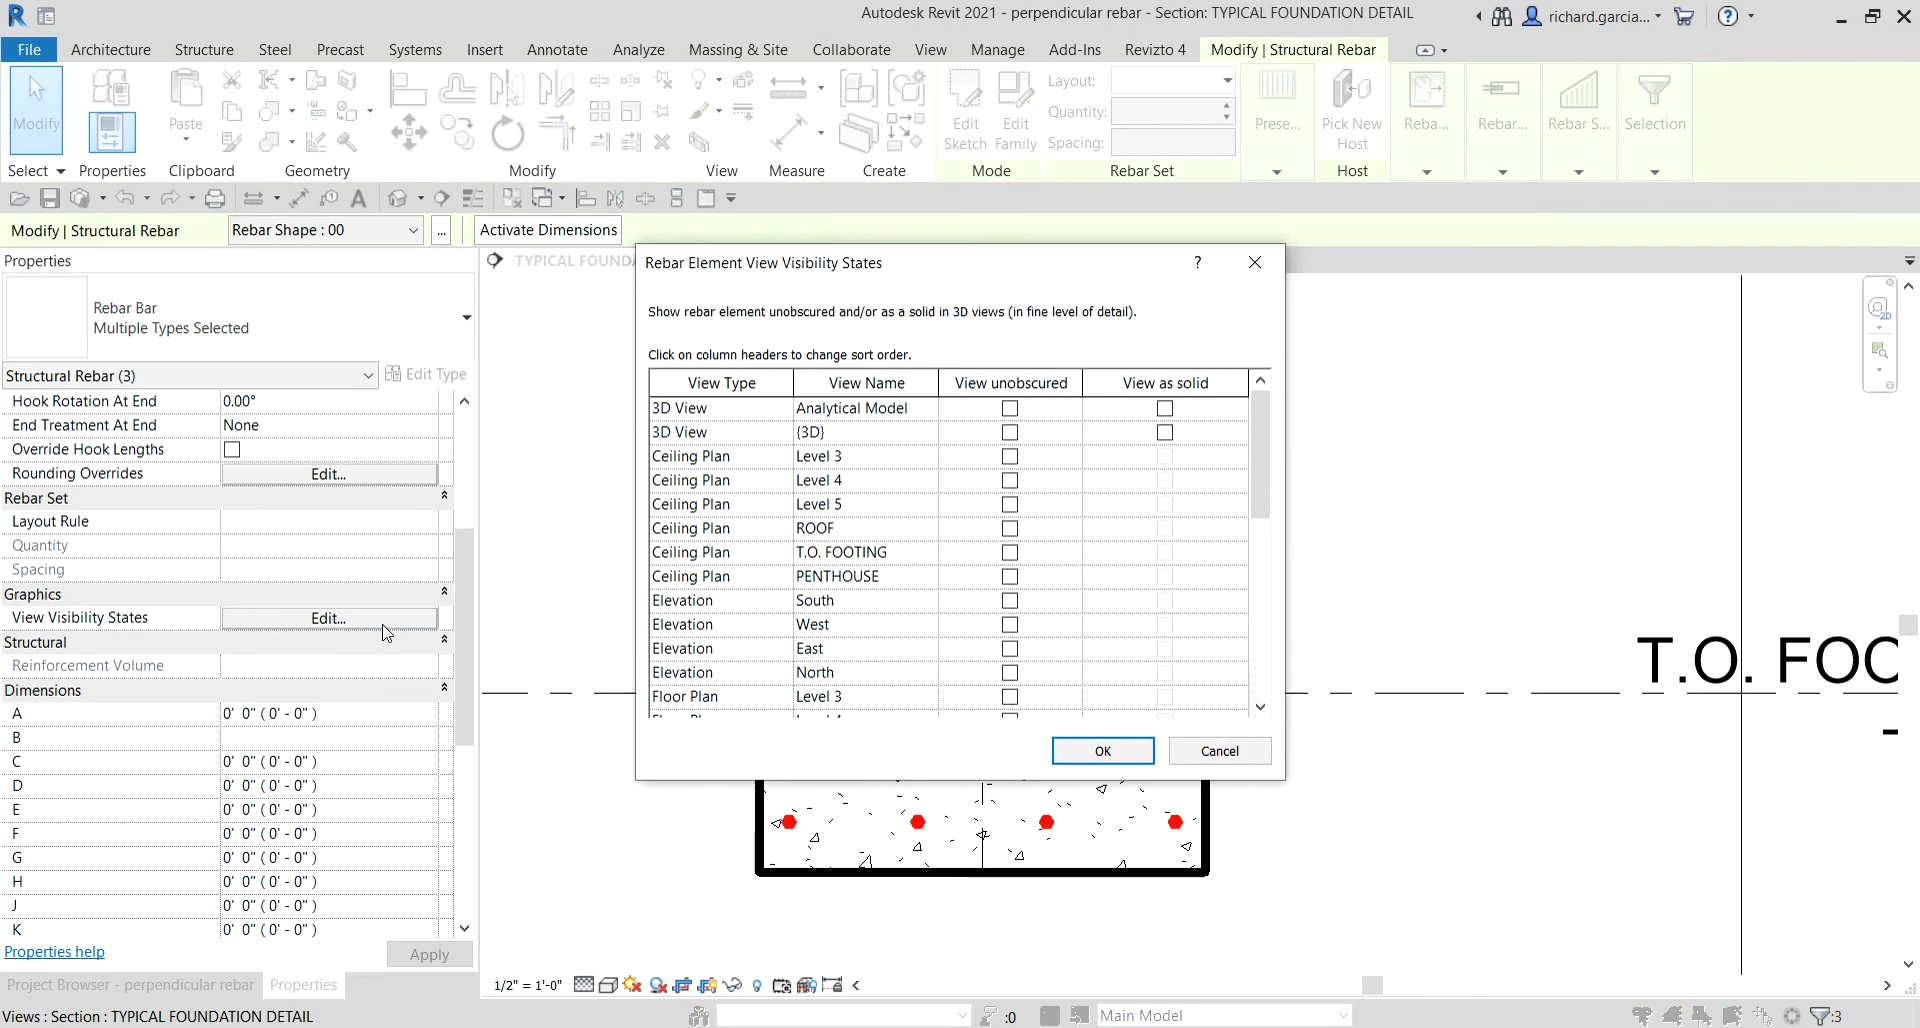 Autodesk Revit 2021 - perpendicular rebar - Section: TYPICAL FOUNDATION DETAIL
richard.garcia...
File Architecture Structure Steel Precast Systems Insert Annotate Analyze Massing & Site Collaborate View Manage Add-Ins Revizto 4 Modify | Structural Rebar
Layout:
Quantity:
Spacing:
Modify
Paste
Edit Sketch
Edit Family
Prese...
Pick New Host
Reba...
Rebar...
Rebar S...
Selection
Select Properties Clipboard Geometry Modify View Measure Create Mode Rebar Set Host
Modify | Structural Rebar
Rebar Shape : 00
...
Activate Dimensions
Properties
TYPICAL FOUND
Rebar Bar
Multiple Types Selected
Structural Rebar (3)
Edit Type
Hook Rotation At End 0.00°
End Treatment At End None
Override Hook Lengths
Rounding Overrides Edit...
Rebar Set
Layout Rule
Quantity
Spacing
Graphics
View Visibility States Edit...
Structural
Reinforcement Volume
Dimensions
A 0' 0" ( 0' - 0" )
B
C 0' 0" ( 0' - 0" )
D 0' 0" ( 0' - 0" )
E 0' 0" ( 0' - 0" )
F 0' 0" ( 0' - 0" )
G 0' 0" ( 0' - 0" )
H 0' 0" ( 0' - 0" )
J 0' 0" ( 0' - 0" )
K 0' 0" ( 0' - 0" )
Properties help
Apply
Project Browser - perpendicular rebar Properties
Rebar Element View Visibility States
?
Show rebar element unobscured and/or as a solid in 3D views (in fine level of detail).
Click on column headers to change sort order.
View Type View Name View unobscured View as solid
3D View Analytical Model
3D View {3D}
Ceiling Plan Level 3
Ceiling Plan Level 4
Ceiling Plan Level 5
Ceiling Plan ROOF
Ceiling Plan T.O. FOOTING
Ceiling Plan PENTHOUSE
Elevation South
Elevation West
Elevation East
Elevation North
Floor Plan Level 3
OK Cancel
2D
T.O. FOO
1/2" = 1'-0"
Views : Section : TYPICAL FOUNDATION DETAIL
:0
Main Model
:3